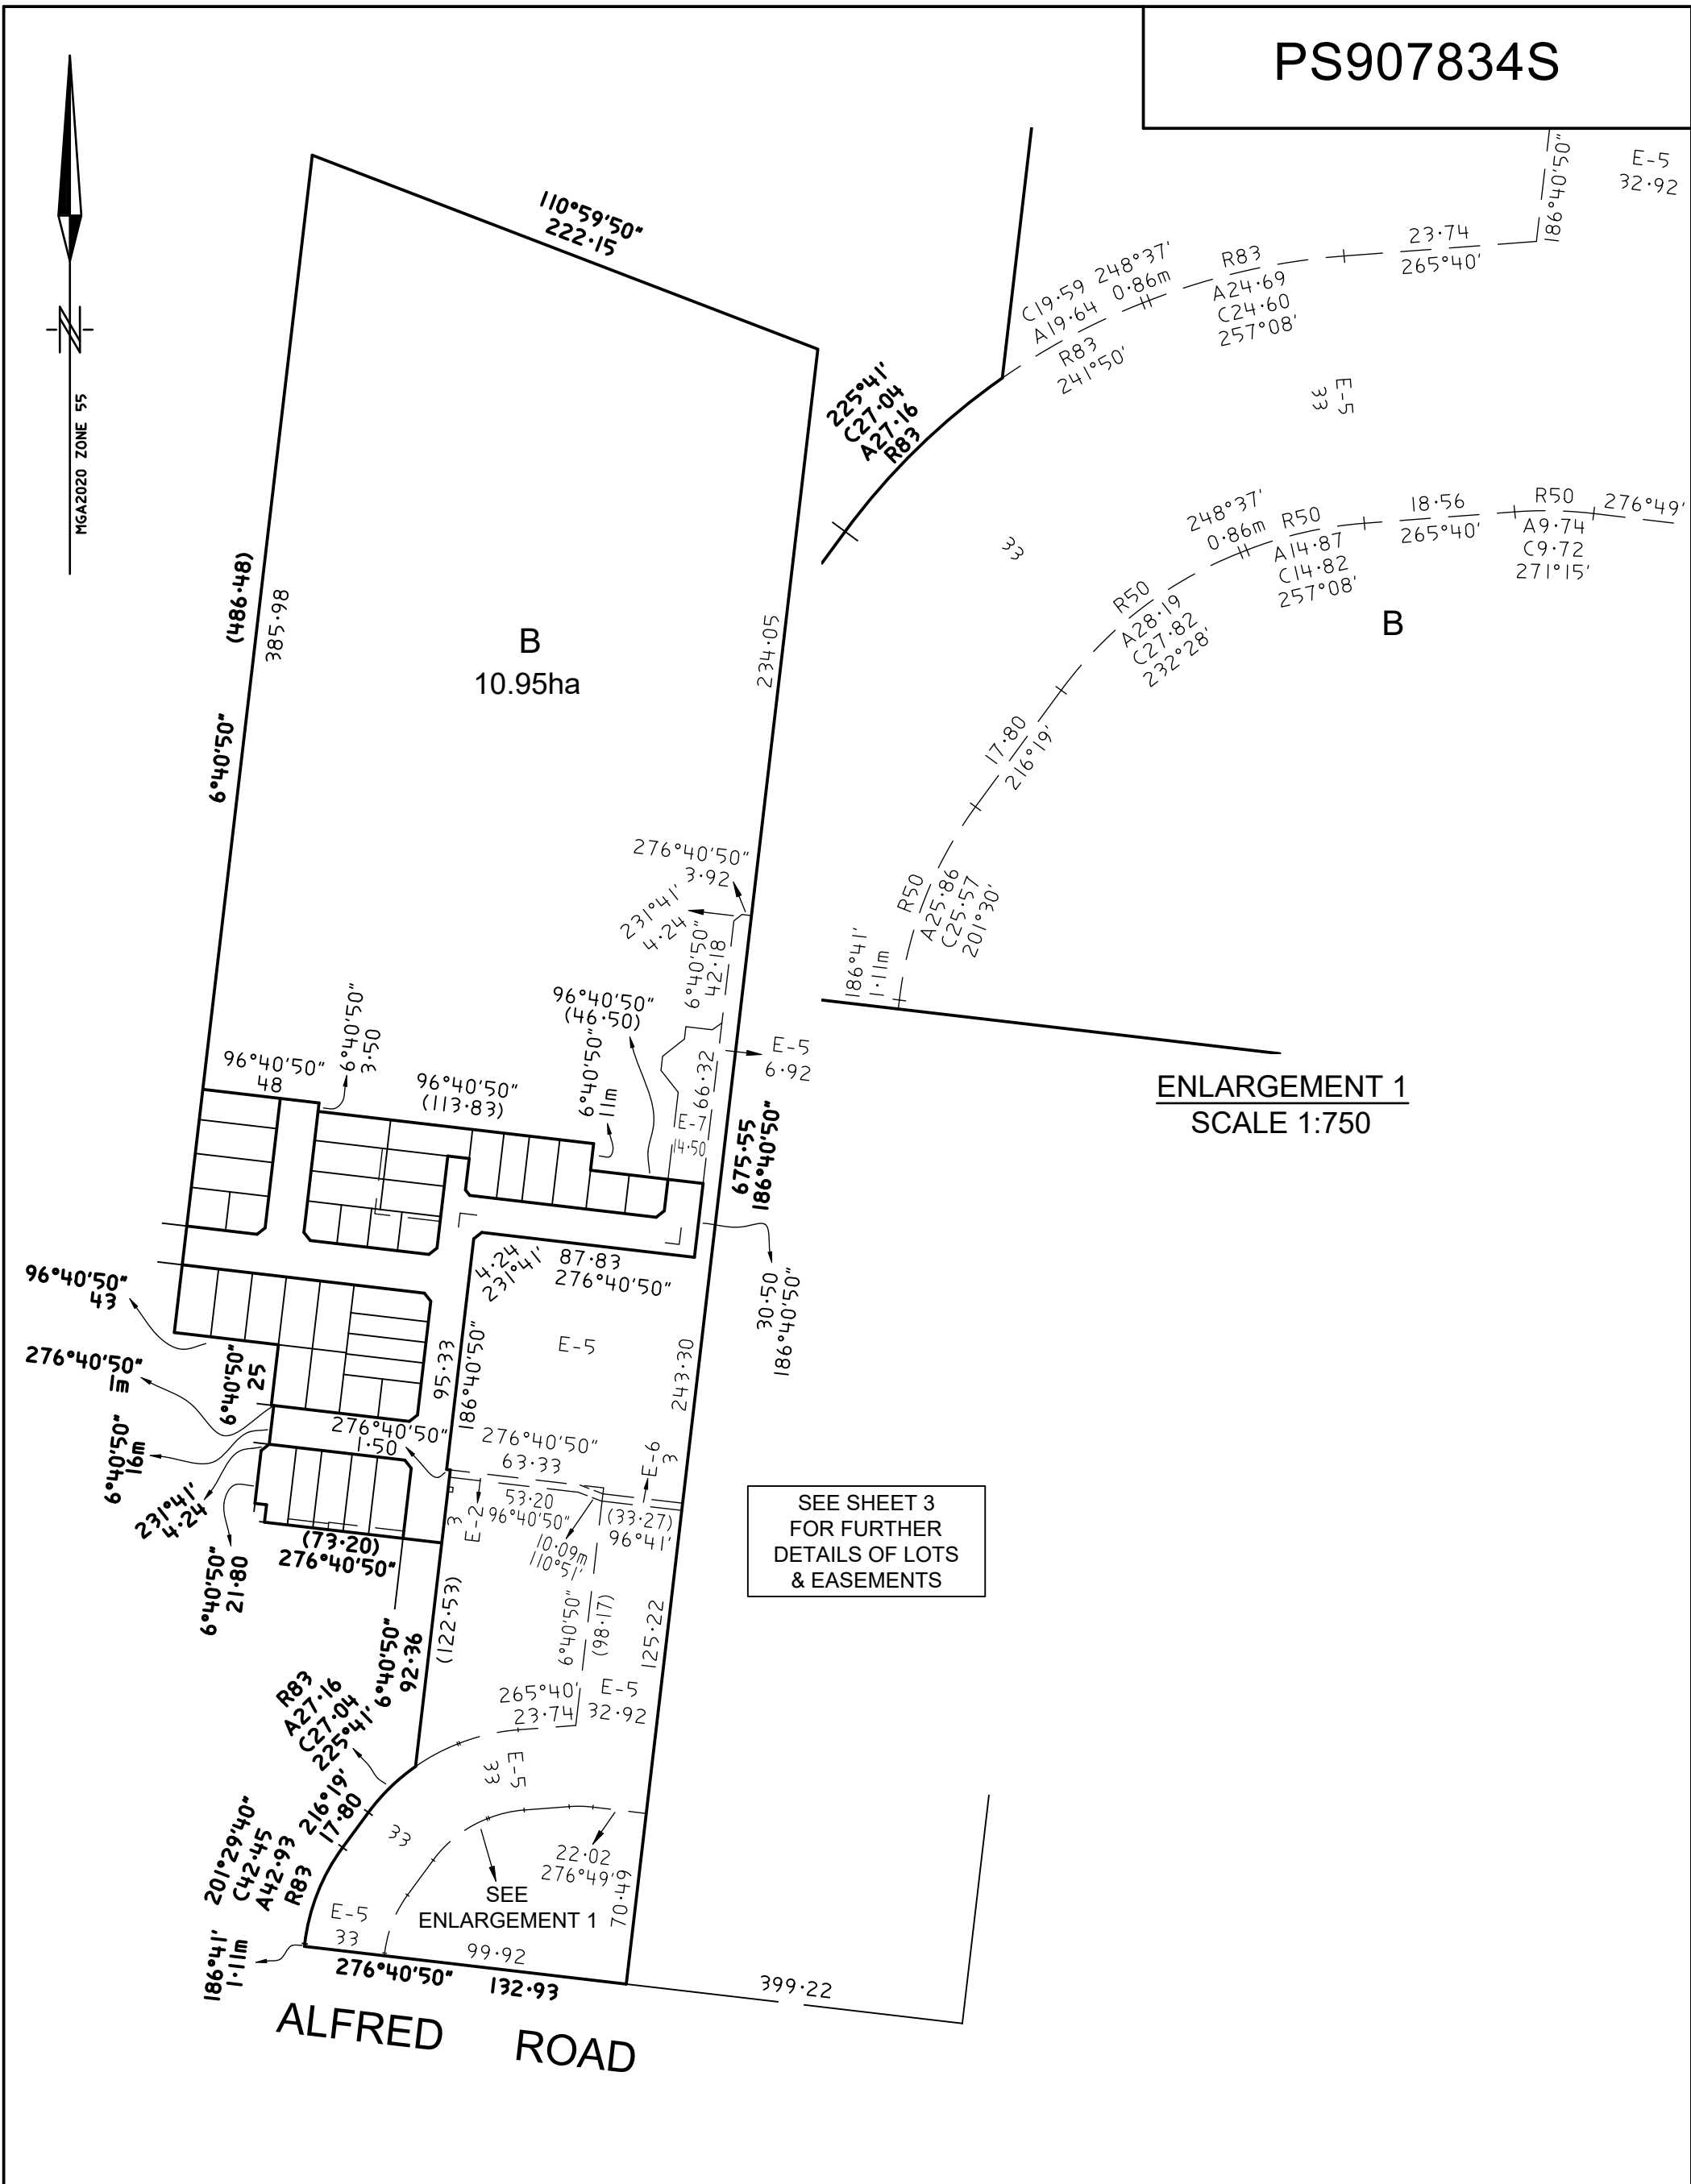 PS907834S
MGA2020 ZONE 55
110°59'50"
222·15
(486·48)
385·98
6°40'50"
B
10.95ha
234·05
276°40'50"
3·92
231°41'
4·24
6°40'50"
42·18
96°40'50"
(46·50)
6°40'50"
11m
E-5
6·92
66·32
E-7
14·50
675·55
186°40'50"
96°40'50"
48
6°40'50"
3·50
96°40'50"
(113·83)
4·24
231°41'
87·83
276°40'50"
30·50
186°40'50"
96°40'50"
43
276°40'50"
1m
6°40'50"
25
6°40'50"
16m
231°41'
4·24
6°40'50"
21·80
95·33
186°40'50"
E-5
243·30
276°40'50"
1·50
276°40'50"
63·33
E-6
3
53·20
96°40'50"
3
E-2
(33·27)
96°41'
10·09m
110°51'
(73·20)
276°40'50"
6°40'50"
92·36
(122·53)
6°40'50"
(98·17)
125·22
265°40'
23·74
E-5
32·92
R83
A27·16
C27·04
225°41'
216°19'
17·80
201°29'40"
C42·45
A42·93
R83
186°41'
1·11m
E-5
33
33
E-5
33
22·02
276°49'
70·49
SEE
ENLARGEMENT 1
99·92
276°40'50" 132·93
399·22
ALFRED ROAD
SEE SHEET 3
FOR FURTHER
DETAILS OF LOTS
& EASEMENTS
186°40'50"
E-5
32·92
23·74
265°40'
R83
A24·69
C24·60
257°08'
248°37'
0·86m
C19·59
A19·64
R83
241°50'
225°41'
C27·04
A27·16
R83
E-5
33
33
276°49'
R50
A9·74
C9·72
271°15'
18·56
265°40'
248°37'
0·86m
R50
A14·87
C14·82
257°08'
R50
A28·19
C27·82
232°28'
B
17·80
216°19'
R50
A25·86
C25·57
201°30'
186°41'
1·11m
ENLARGEMENT 1
SCALE 1:750